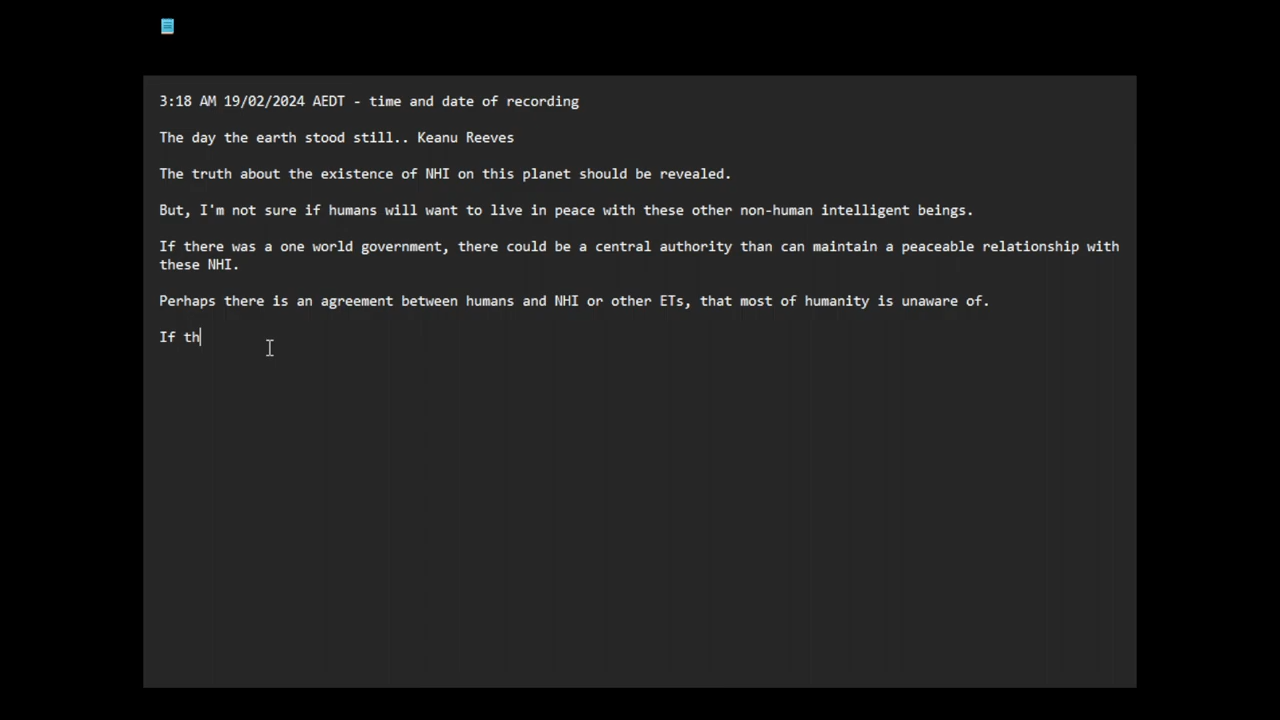 3:18 AM 19/02/2024 AEDT - time and date of recording
The day the earth stood still.. Keanu Reeves
The truth about the existence of NHI on this planet should be revealed.
But, I'm not sure if humans will want to live in peace with these other non-human intelligent beings.
If there was a one world government, there could be a central authority than can maintain a peaceable relationship with
these NHI.
Perhaps there is an agreement between humans and NHI or other ETs, that most of humanity is unaware of.
If th